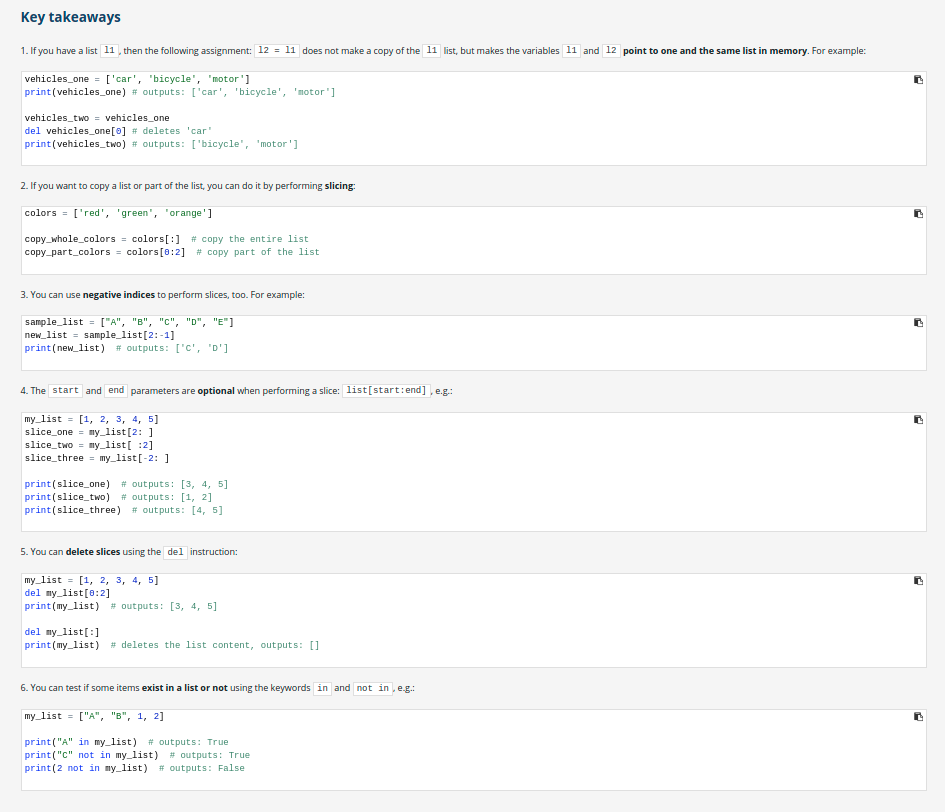 Key takeaways
1. If you have a list l1 , then the following assignment: l2 = l1 does not make a copy of the l1 list, but makes the variables l1 and l2 point to one and the same list in memory. For example:
vehicles_one = ['car', 'bicycle', 'motor']
print(vehicles_one) # outputs: ['car', 'bicycle', 'motor']
vehicles_two = vehicles_one
del vehicles_one[0] # deletes 'car'
print(vehicles_two) # outputs: ['bicycle', 'motor']
2. If you want to copy a list or part of the list, you can do it by performing slicing:
colors = ['red', 'green', 'orange']
copy_whole_colors = colors[:]  # copy the entire list
copy_part_colors = colors[0:2]  # copy part of the list
3. You can use negative indices to perform slices, too. For example:
sample_list = ["A", "B", "C", "D", "E"]
new_list = sample_list[2:-1]
print(new_list)  # outputs: ['C', 'D']
4. The start and end parameters are optional when performing a slice: list[start:end] , e.g.:
my_list = [1, 2, 3, 4, 5]
slice_one = my_list[2: ]
slice_two = my_list[ :2]
slice_three = my_list[-2: ]
print(slice_one)  # outputs: [3, 4, 5]
print(slice_two)  # outputs: [1, 2]
print(slice_three)  # outputs: [4, 5]
5. You can delete slices using the del instruction:
my_list = [1, 2, 3, 4, 5]
del my_list[0:2]
print(my_list)  # outputs: [3, 4, 5]
del my_list[:]
print(my_list)  # deletes the list content, outputs: []
6. You can test if some items exist in a list or not using the keywords in and not in , e.g.:
my_list = ["A", "B", 1, 2]
print("A" in my_list)  # outputs: True
print("C" not in my_list)  # outputs: True
print(2 not in my_list)  # outputs: False